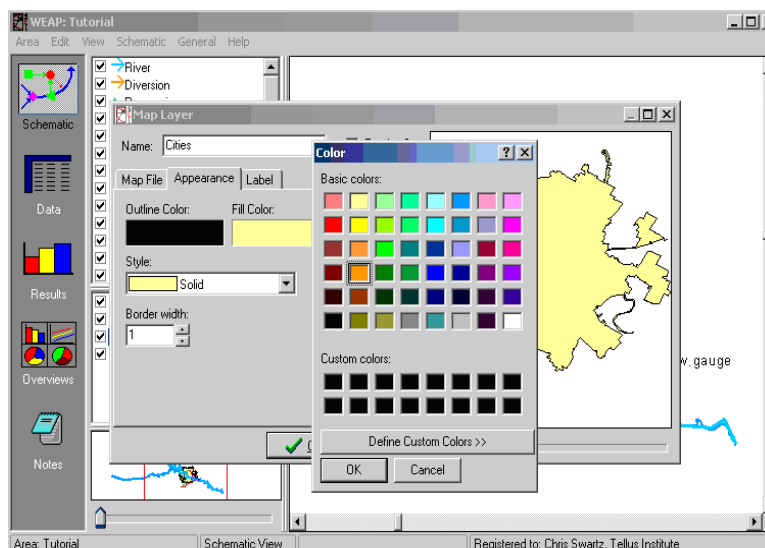 WEAP: Tutorial
Area Edit View Schematic General Help
River
Diversion
Schematic
Map Layer
Name: Cities
Color
Map File Appearance Label
Basic colors:
Outline Color: Fill Color:
Data
Style:
Solid
Results
Border width:
1
Custom colors:
w. gauge
Overviews
Define Custom Colors >>
OK Cancel
Notes
Area: Tutorial Schematic View Registered to: Chris Swartz, Tellus Institute